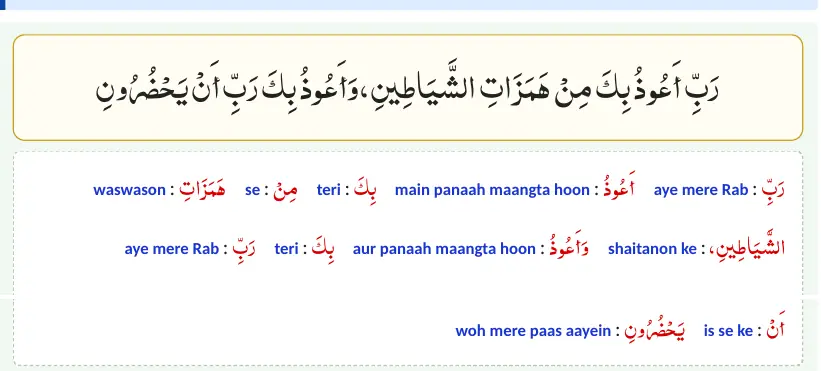 رَبِّ أَعُوذُ بِكَ مِنْ هَمَزَاتِ الشَّيَاطِينِ، وَأَعُوذُ بِكَ رَبِّ أَنْ يَحْضُرُونِ
رَبِّ : aye mere Rab أَعُوذُ : main panaah maangta hoon بِكَ : teri مِنْ : se هَمَزَاتِ : waswason
الشَّيَاطِينِ، : shaitanon ke وَأَعُوذُ : aur panaah maangta hoon بِكَ : teri رَبِّ : aye mere Rab
أَنْ : is se ke يَحْضُرُونِ : woh mere paas aayein